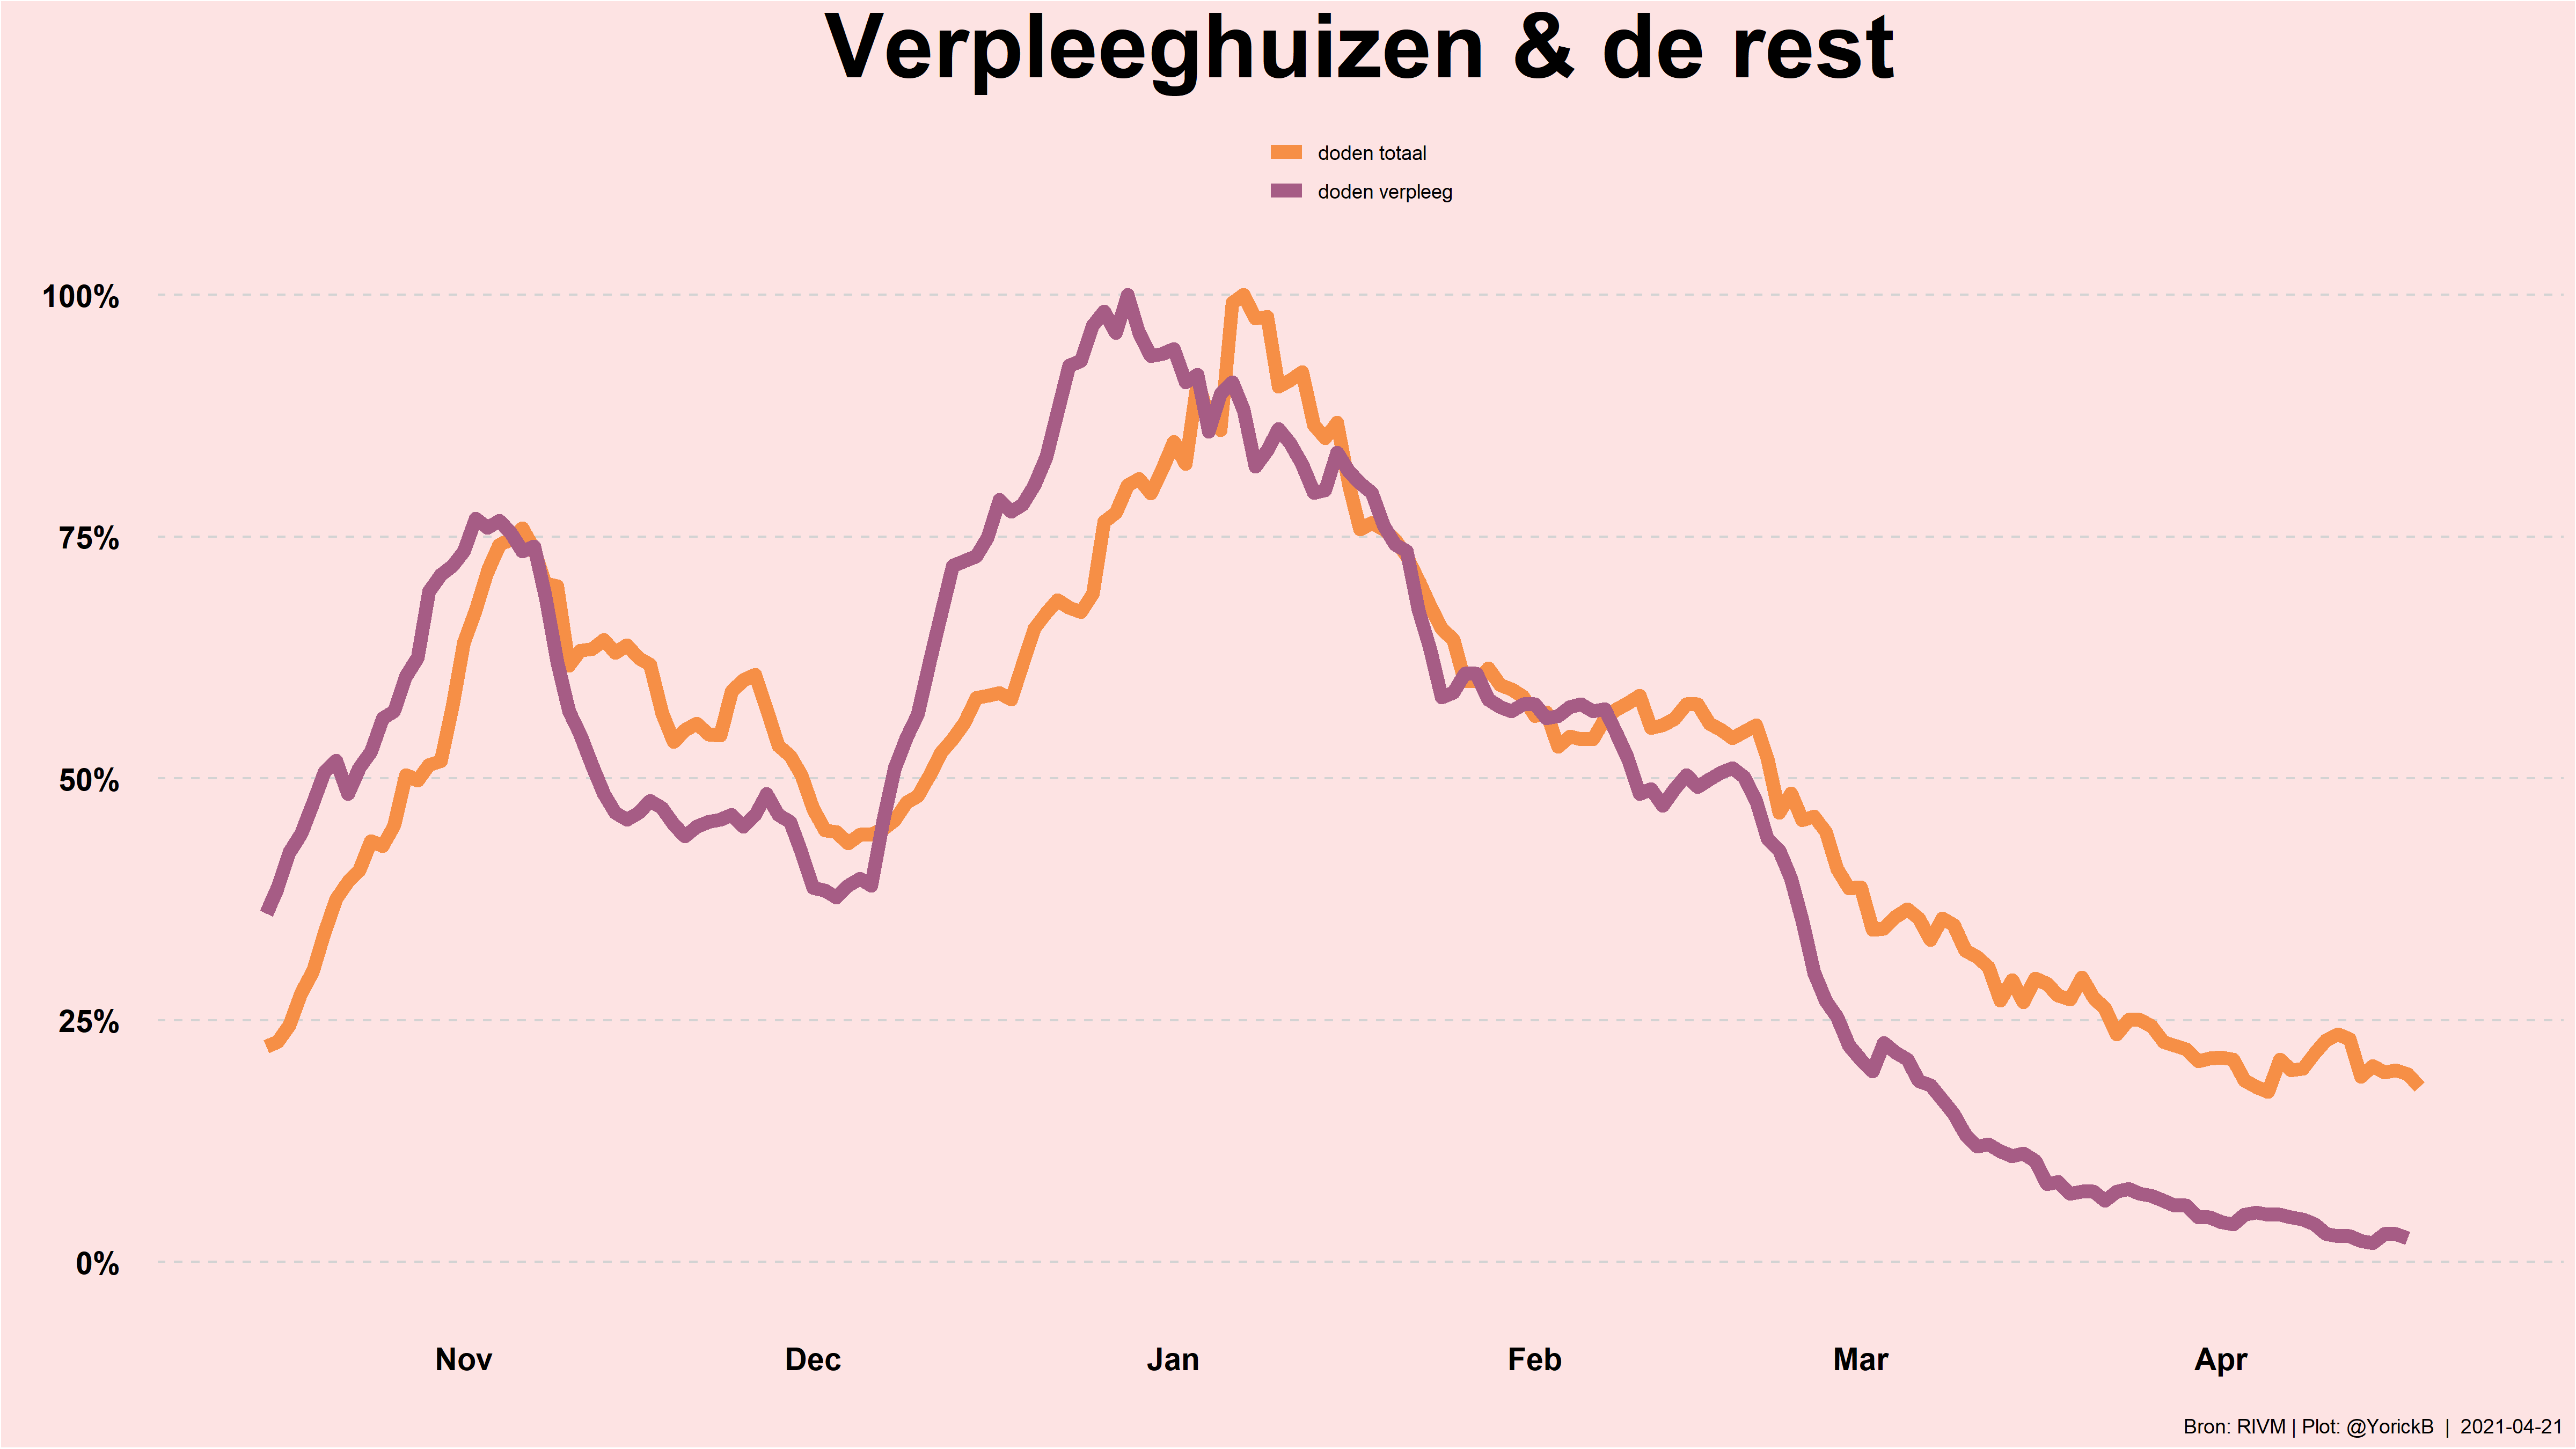 Verpleeghuizen & de rest
doden totaal
doden verpleeg
100%
75%
50%
25%
0%
Nov Dec Jan Feb Mar Apr
Bron: RIVM | Plot: @YorickB | 2021-04-21